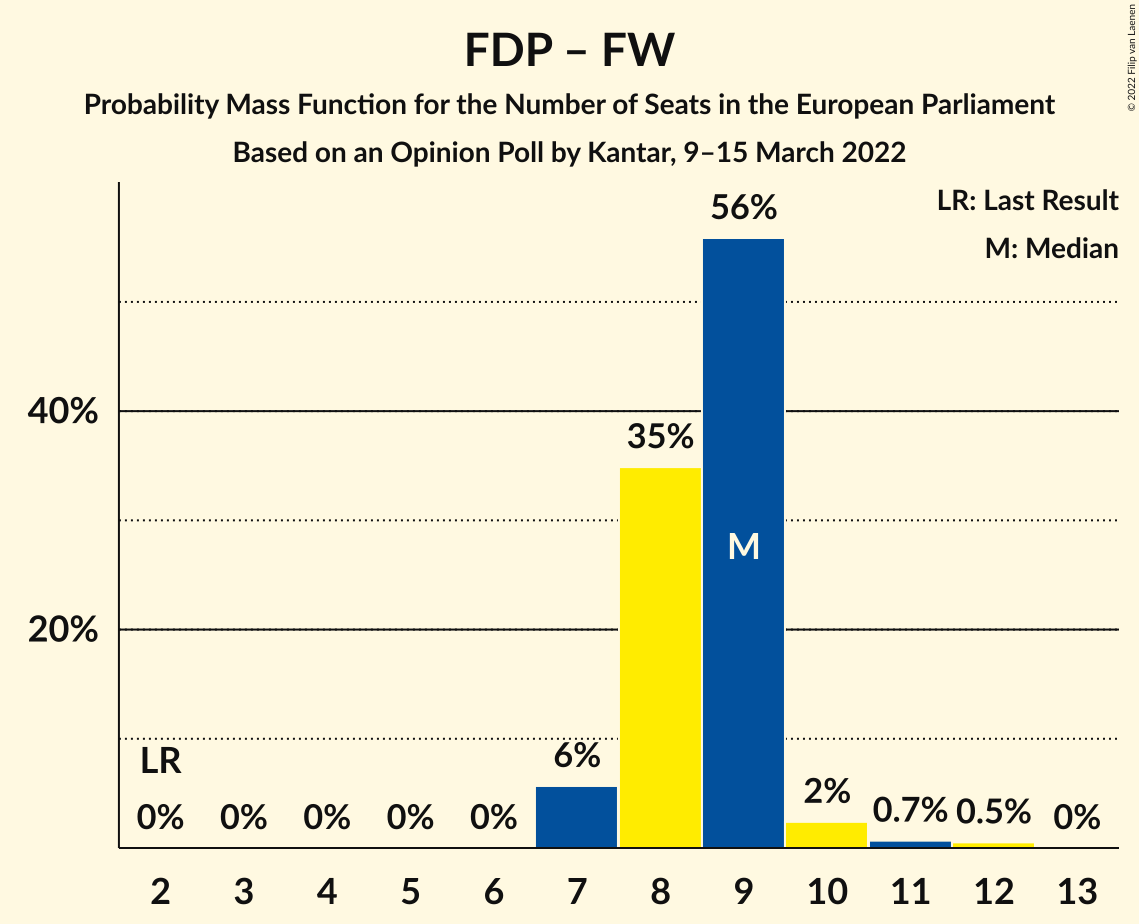 FDP – FW
Probability Mass Function for the Number of Seats in the European Parliament
Based on an Opinion Poll by Kantar, 9–15 March 2022
© 2022 Filip van Laenen
LR: Last Result
M: Median
56%
40%
35%
M
20%
LR
6%
2%
0% 0% 0% 0% 0% 0.7% 0.5% 0%
2 3 4 5 6 7 8 9 10 11 12 13